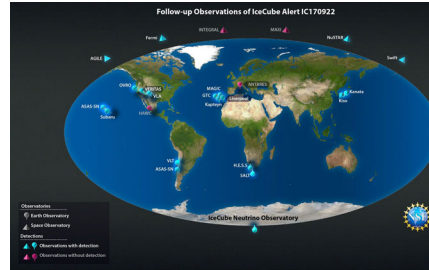 Follow-up Observations of IceCube Alert IC170922
INTEGRAL
MAXI
Fermi
NuSTAR
AGILE
Swift
OVRO
VERITAS
VLA
HAWC
ASAS-SN
Subaru
MAGIC
GTC
Kapteyn
Liverpool
ANTARES
Kanata
Kiso
VLT
ASAS-SN
H.E.S.S
SALT
IceCube Neutrino Observatory
Observatories
Earth Observatory
Space Observatory
Detections
Observations with detection
Observations without detection
NSF